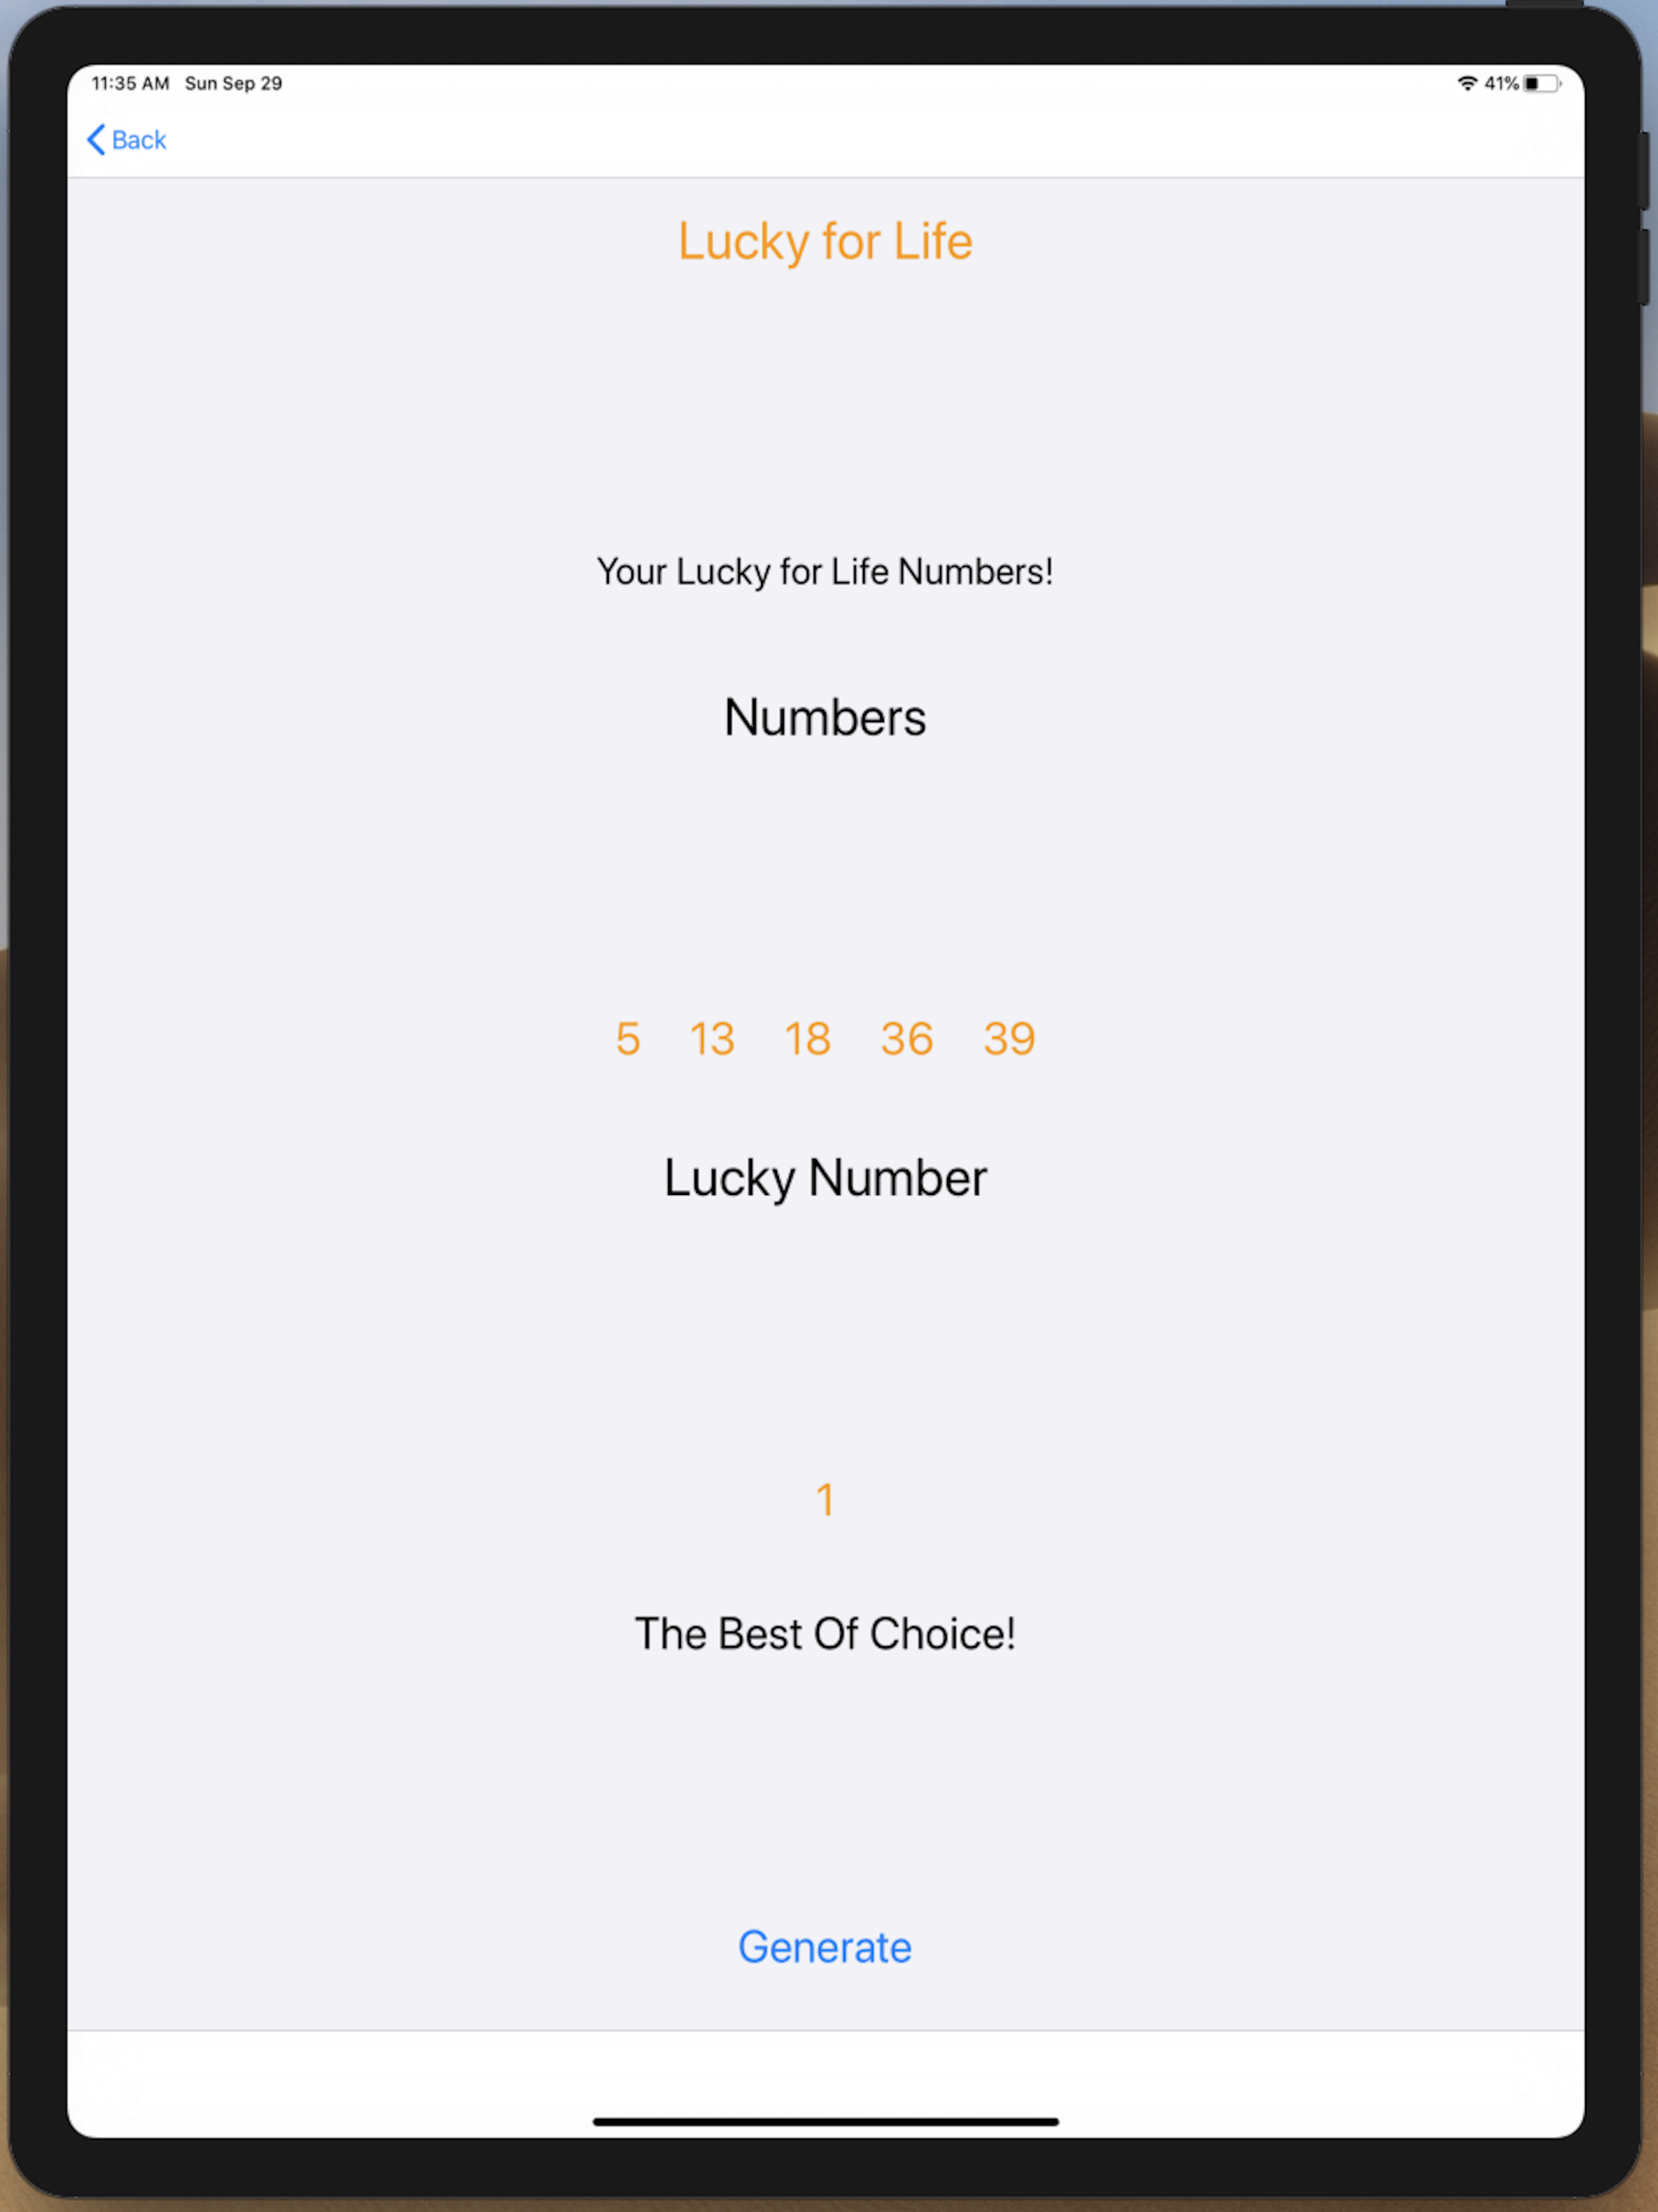 11:35 AM Sun Sep 29 41%
Back
Lucky for Life
Your Lucky for Life Numbers!
Numbers
5 13 18 36 39
Lucky Number
1
The Best Of Choice!
Generate